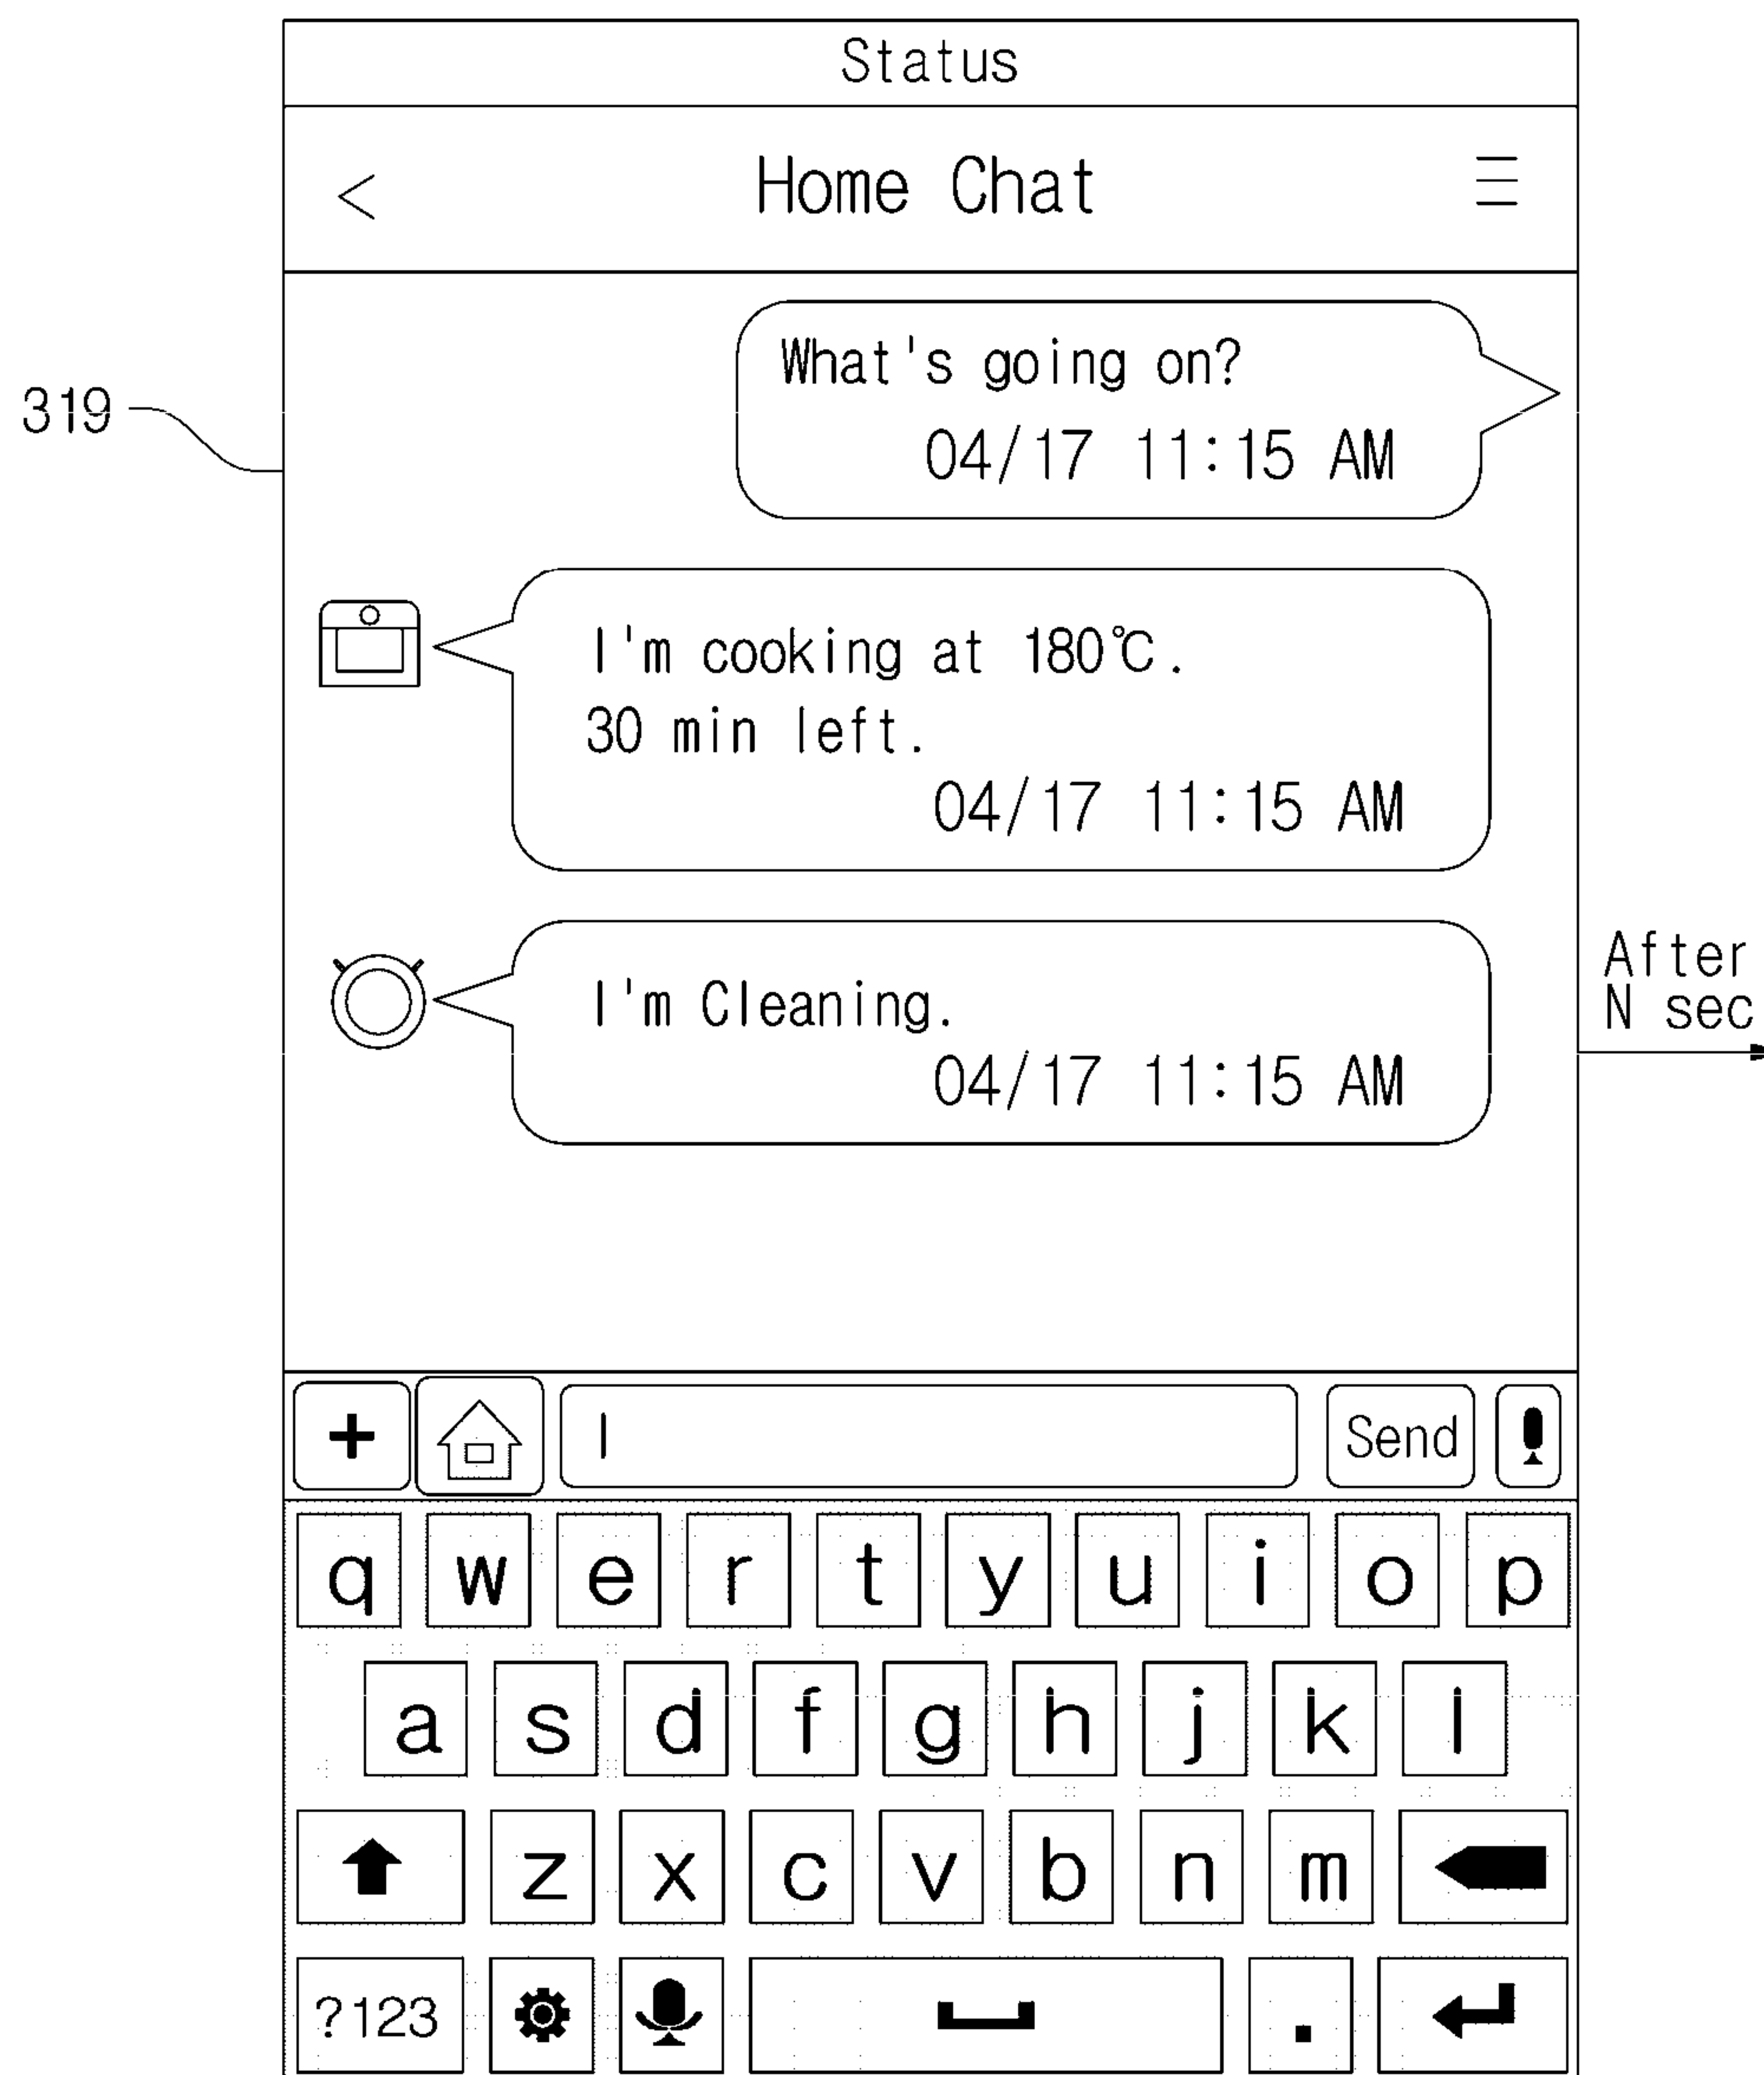 Status
< Home Chat
What's going on?
04/17 11:15 AM
319
I'm cooking at 180℃.
30 min left.
04/17 11:15 AM
I'm Cleaning.
04/17 11:15 AM
After
N sec
+ Send
q w e r t y u i o p
a s d f g h j k l
z x c v b n m
?123 .